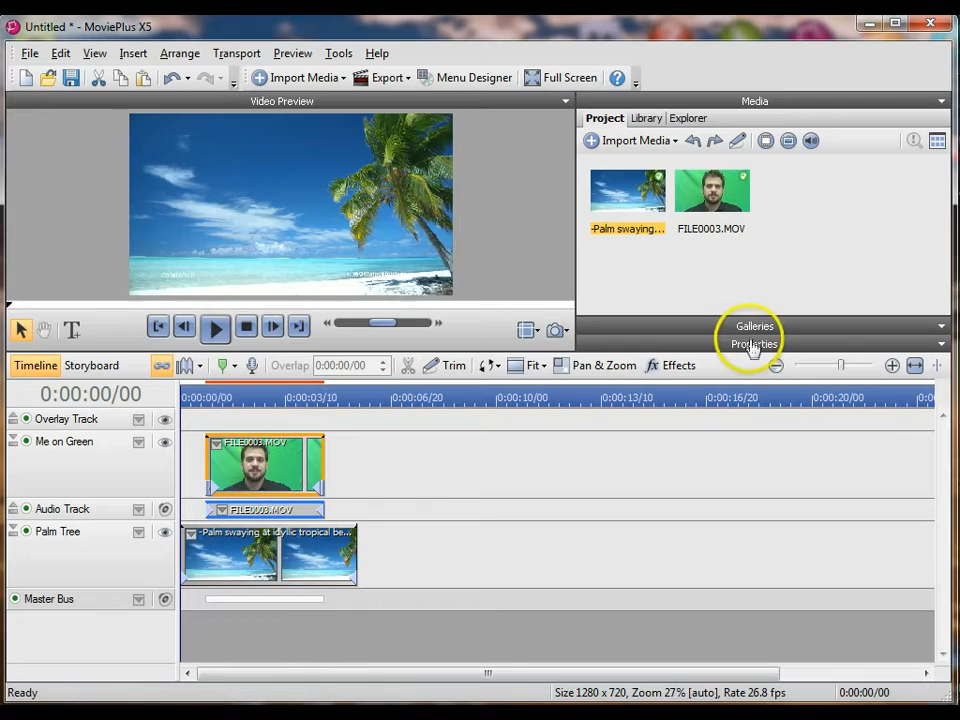 Untitled * - MoviePlus X5
File Edit View Insert Arrange Transport Preview Tools Help
Import Media Export Menu Designer Full Screen
Video Preview
Media
Project Library Explorer
Import Media
-Palm swaying... FILE0003.MOV
Galleries
Properties
Timeline Storyboard Overlap 0:00:00/00 Trim Fit Pan & Zoom fx Effects
0:00:00/00
0:00:00/00 0:00:03/10 0:00:06/20 0:00:10/00 0:00:13/10 0:00:16/20 0:00:20/00
Overlay Track
Me on Green
FILE0003.MOV
Audio Track
FILE0003.MOV
Palm Tree
-Palm swaying at idyllic tropical be...
Master Bus
Ready
Size 1280 x 720, Zoom 27% [auto], Rate 26.8 fps
0:00:00/00